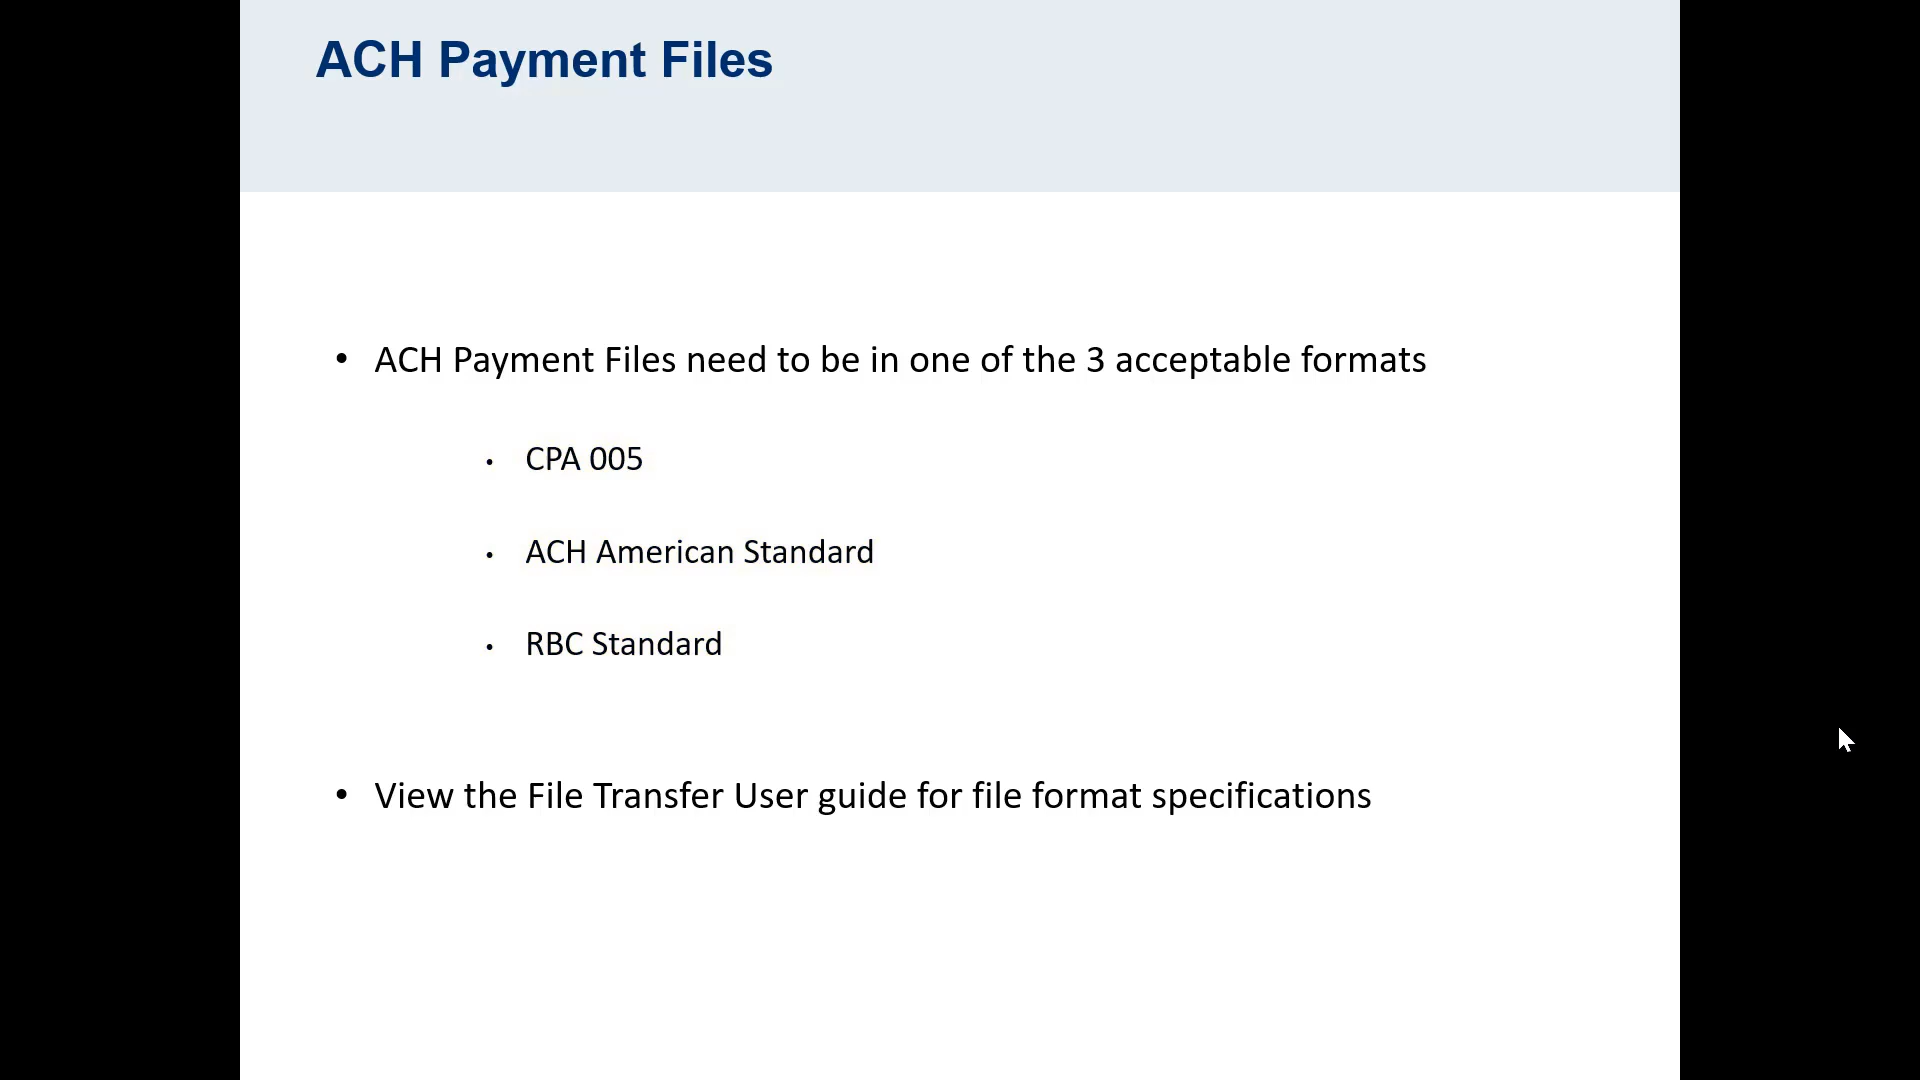 ACH Payment Files
• ACH Payment Files need to be in one of the 3 acceptable formats
• CPA 005
• ACH American Standard
• RBC Standard
• View the File Transfer User guide for file format specifications